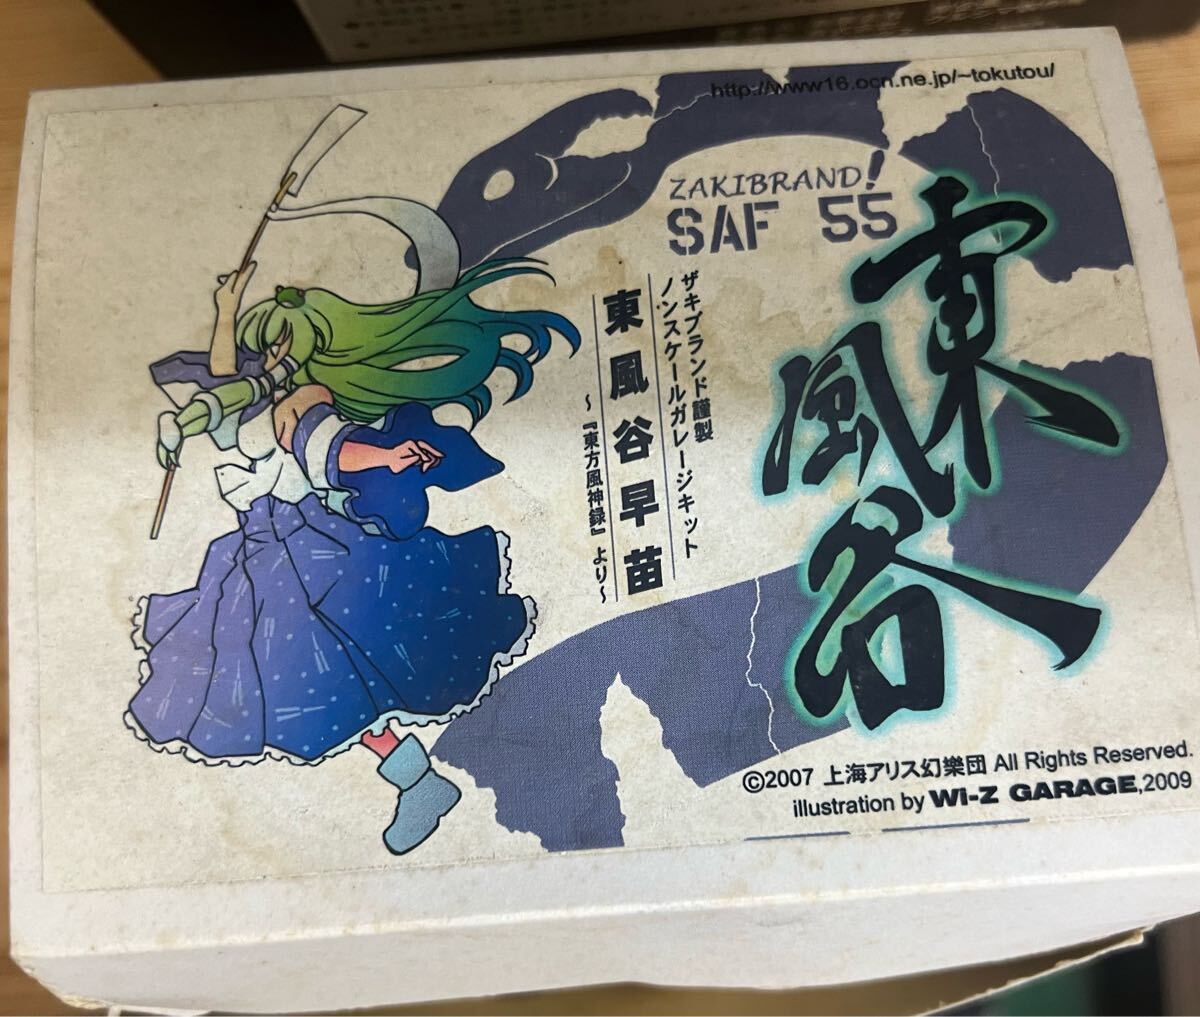 http://www16.ocn.ne.jp/~tokutou/
ZAKIBRAND!
SAF 55
東風谷
ザキブランド謹製
ノンスケールガレージキット
東風谷早苗
～『東方風神録』より～
©2007 上海アリス幻樂団 All Rights Reserved.
illustration by Wi-Z GARAGE,2009